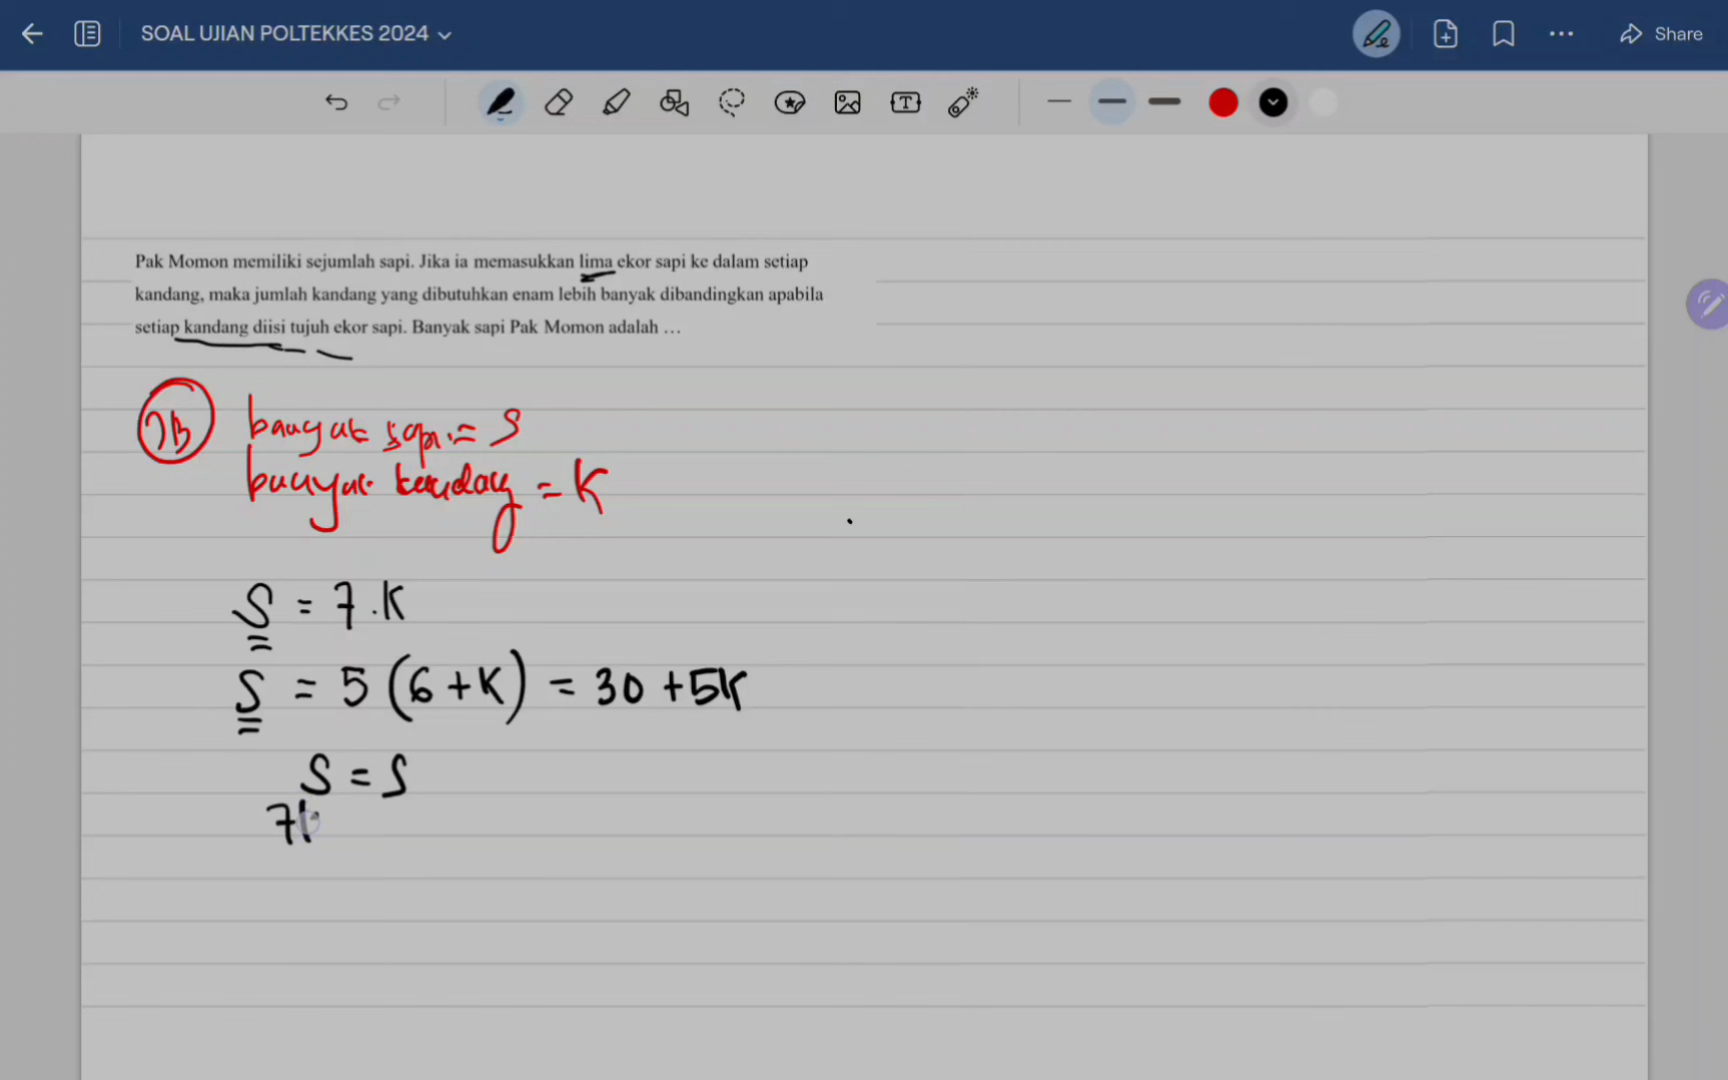 SOAL UJIAN POLTEKKES 2024
Share
Pak Momon memiliki sejumlah sapi. Jika ia memasukkan lima ekor sapi ke dalam setiap
kandang, maka jumlah kandang yang dibutuhkan enam lebih banyak dibandingkan apabila
setiap kandang diisi tujuh ekor sapi. Banyak sapi Pak Momon adalah …
banyak sapi = S
banyak kandang = K
S = 7 . K
S = 5 (6 + K) = 30 + 5K
S = S
7